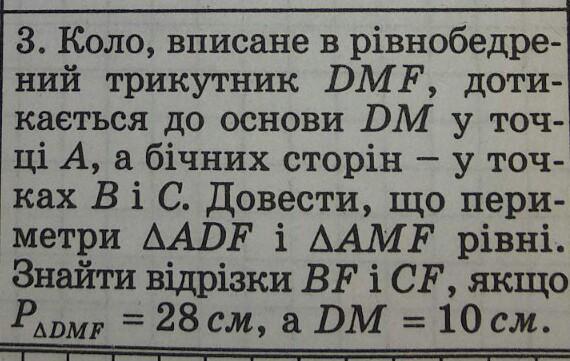 3. Коло, вписане в рівнобедре-
ний трикутник DMF, доти-
кається до основи DM у точ-
ці A, а бічних сторін – у точ-
ках B і C. Довести, що пери-
метри ΔADF і ΔAMF рівні.
Знайти відрізки BF і CF, якщо
P_ΔDMF = 28 см, а DM = 10 см.